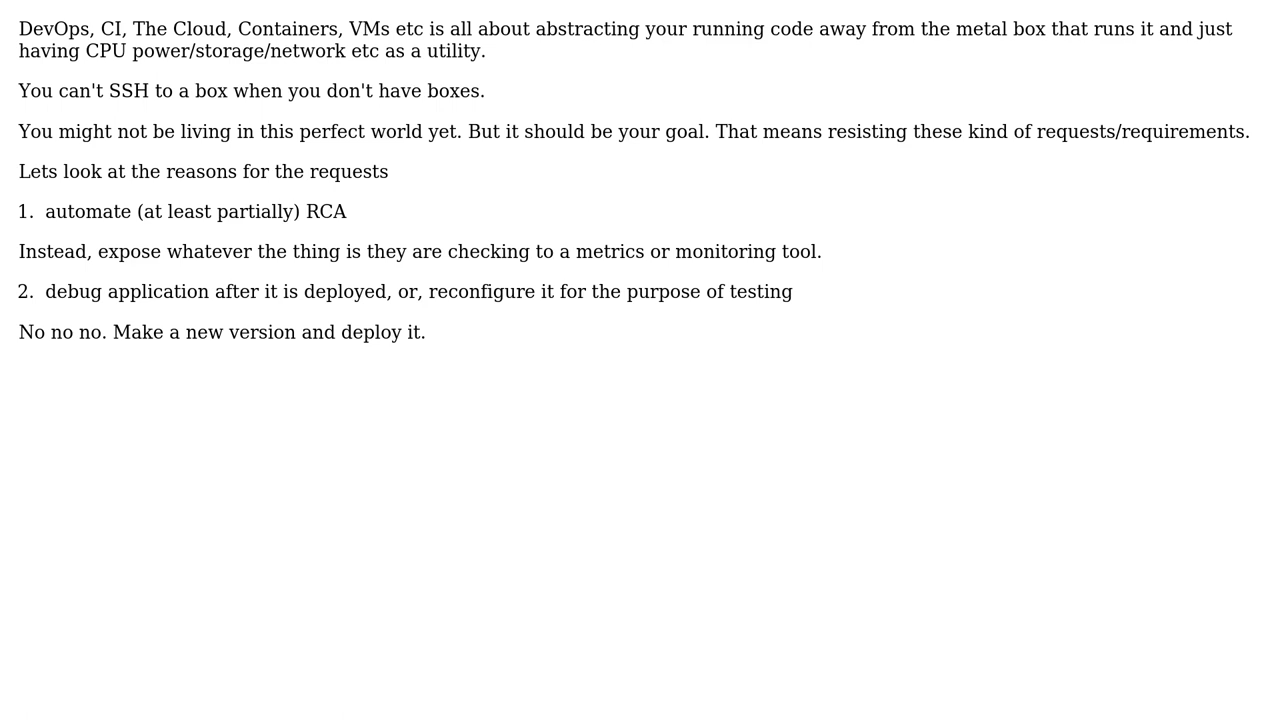 DevOps, CI, The Cloud, Containers, VMs etc is all about abstracting your running code away from the metal box that runs it and just
having CPU power/storage/network etc as a utility.
You can't SSH to a box when you don't have boxes.
You might not be living in this perfect world yet. But it should be your goal. That means resisting these kind of requests/requirements.
Lets look at the reasons for the requests
1. automate (at least partially) RCA
Instead, expose whatever the thing is they are checking to a metrics or monitoring tool.
2. debug application after it is deployed, or, reconfigure it for the purpose of testing
No no no. Make a new version and deploy it.